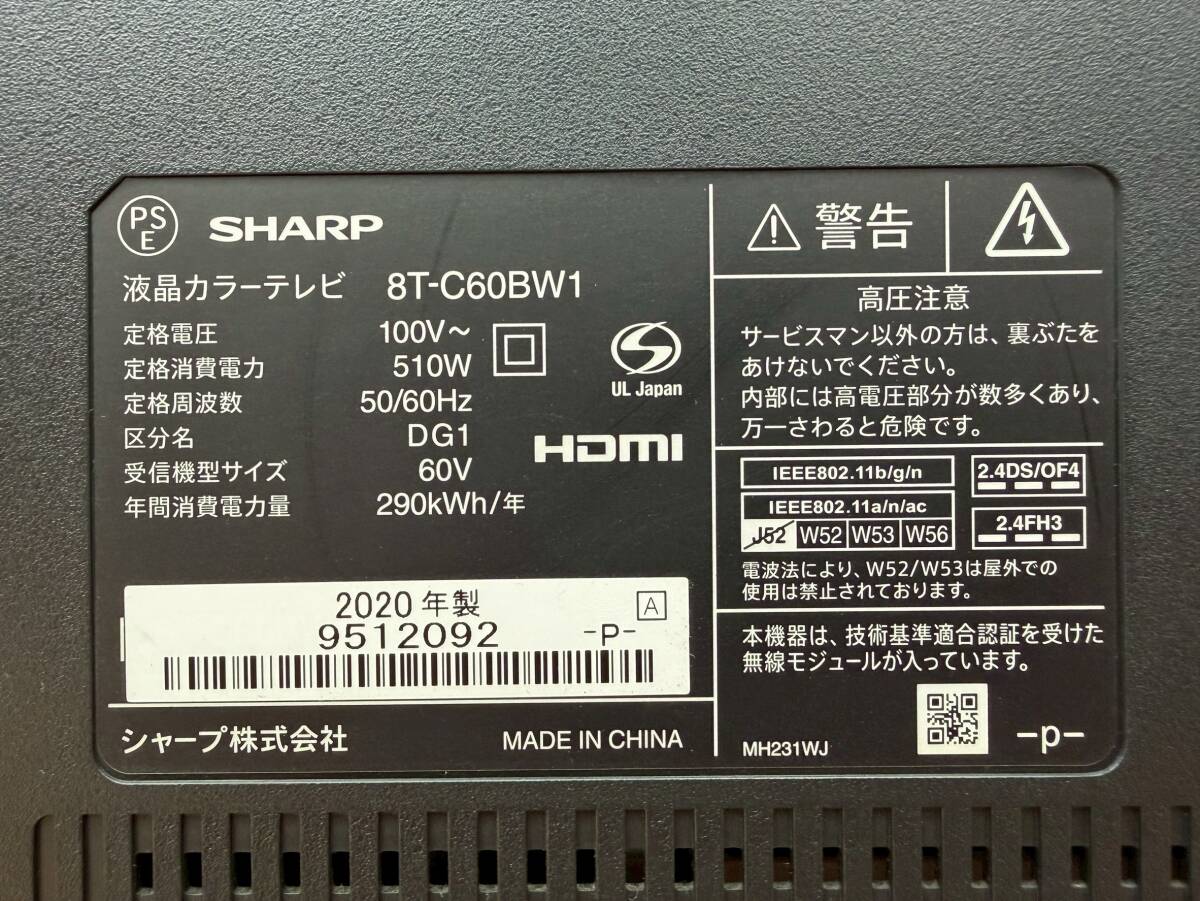 PS
E
SHARP
液晶カラーテレビ 8T-C60BW1
定格電圧 100V~
定格消費電力 510W
定格周波数 50/60Hz
区分名 DG1
受信機型サイズ 60V
年間消費電力量 290kWh/年
UL Japan
HDMI
2020年製
A
9512092 -P-
シャープ株式会社 MADE IN CHINA
警告
高圧注意
サービスマン以外の方は、裏ぶたを
あけないでください。
内部には高電圧部分が数多くあり、
万一さわると危険です。
IEEE802.11b/g/n
2.4DS/OF4
IEEE802.11a/n/ac
J52 W52 W53 W56
2.4FH3
電波法により、W52/W53は屋外での
使用は禁止されております。
本機器は、技術基準適合認証を受けた
無線モジュールが入っています。
MH231WJ
-p-